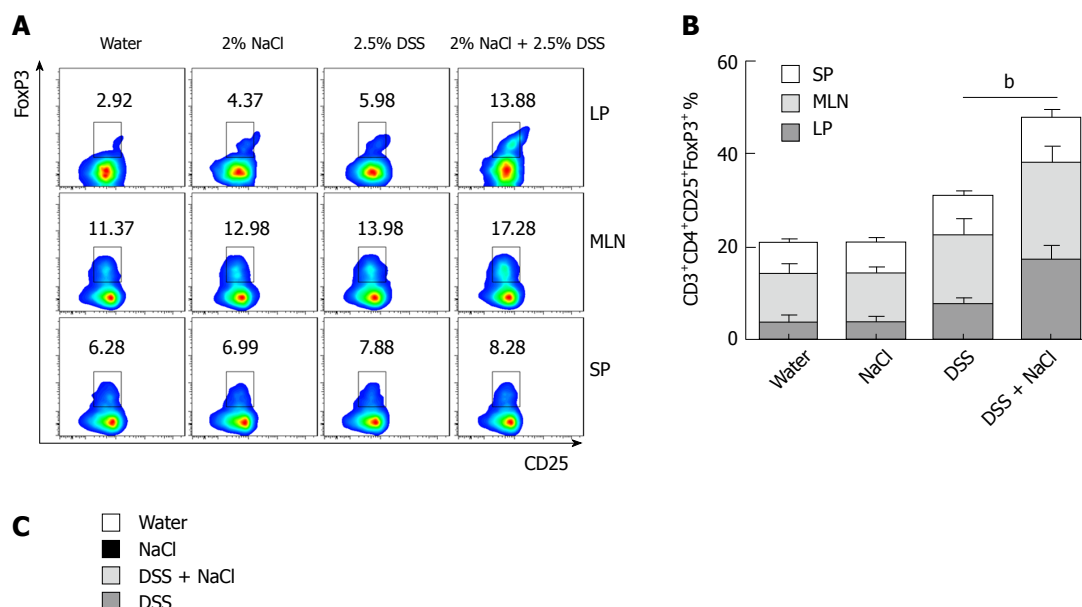 A
Water 2% NaCl 2.5% DSS 2% NaCl + 2.5% DSS
FoxP3
2.92 4.37 5.98 13.88 LP
11.37 12.98 13.98 17.28 MLN
6.28 6.99 7.88 8.28 SP
CD25
B
60
40
20
0
CD3+CD4+CD25+FoxP3+ %
SP
MLN
LP
b
Water NaCl DSS DSS + NaCl
C
Water
NaCl
DSS + NaCl
DSS